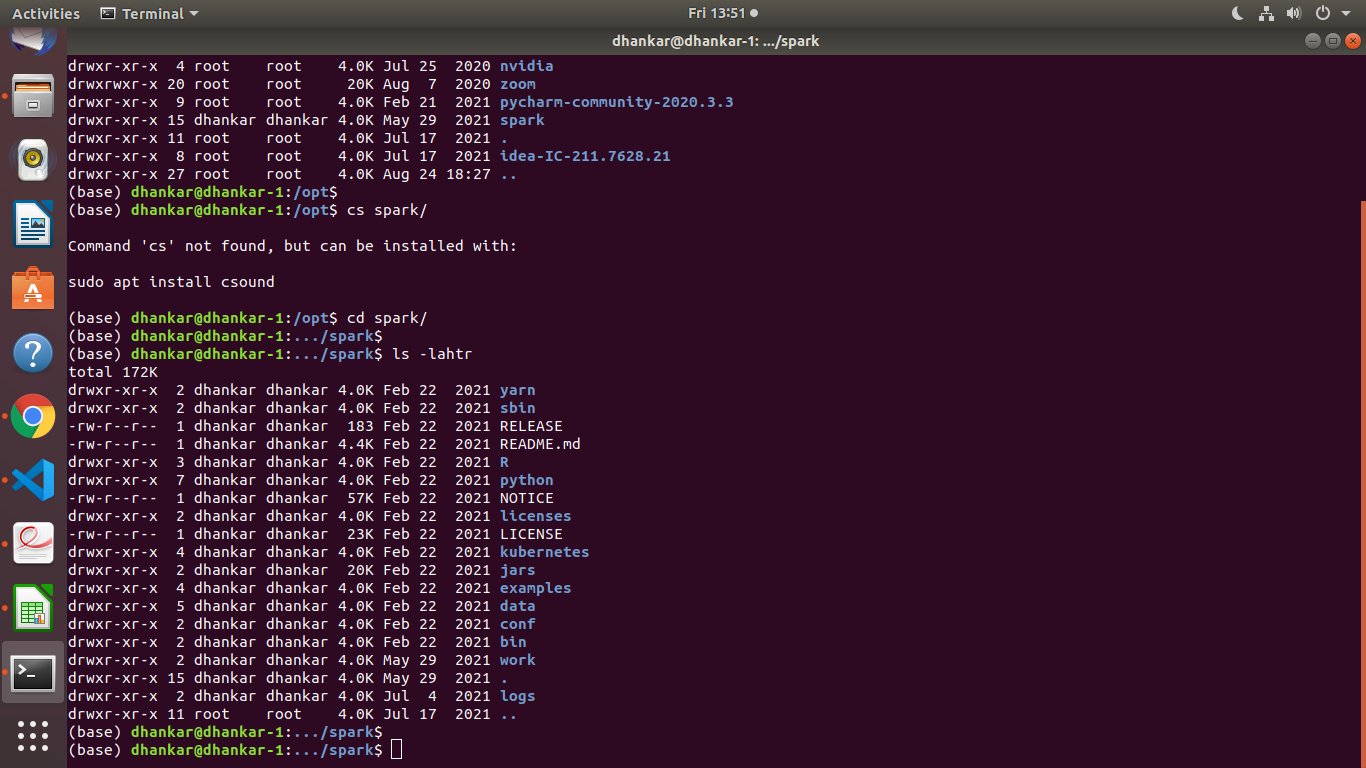 Activities Terminal Fri 13:51
dhankar@dhankar-1: .../spark
drwxr-xr-x  4 root    root    4.0K Jul 25  2020 nvidia
drwxrwxr-x 20 root    root     20K Aug  7  2020 zoom
drwxr-xr-x  9 root    root    4.0K Feb 21  2021 pycharm-community-2020.3.3
drwxr-xr-x 15 dhankar dhankar 4.0K May 29  2021 spark
drwxr-xr-x 11 root    root    4.0K Jul 17  2021 .
drwxr-xr-x  8 root    root    4.0K Jul 17  2021 idea-IC-211.7628.21
drwxr-xr-x 27 root    root    4.0K Aug 24 18:27 ..
(base) dhankar@dhankar-1:/opt$
(base) dhankar@dhankar-1:/opt$ cs spark/
Command 'cs' not found, but can be installed with:
sudo apt install csound
(base) dhankar@dhankar-1:/opt$ cd spark/
(base) dhankar@dhankar-1:.../spark$
(base) dhankar@dhankar-1:.../spark$ ls -lahtr
total 172K
drwxr-xr-x  2 dhankar dhankar 4.0K Feb 22  2021 yarn
drwxr-xr-x  2 dhankar dhankar 4.0K Feb 22  2021 sbin
-rw-r--r--  1 dhankar dhankar  183 Feb 22  2021 RELEASE
-rw-r--r--  1 dhankar dhankar 4.4K Feb 22  2021 README.md
drwxr-xr-x  3 dhankar dhankar 4.0K Feb 22  2021 R
drwxr-xr-x  7 dhankar dhankar 4.0K Feb 22  2021 python
-rw-r--r--  1 dhankar dhankar  57K Feb 22  2021 NOTICE
drwxr-xr-x  2 dhankar dhankar 4.0K Feb 22  2021 licenses
-rw-r--r--  1 dhankar dhankar  23K Feb 22  2021 LICENSE
drwxr-xr-x  4 dhankar dhankar 4.0K Feb 22  2021 kubernetes
drwxr-xr-x  2 dhankar dhankar  20K Feb 22  2021 jars
drwxr-xr-x  4 dhankar dhankar 4.0K Feb 22  2021 examples
drwxr-xr-x  5 dhankar dhankar 4.0K Feb 22  2021 data
drwxr-xr-x  2 dhankar dhankar 4.0K Feb 22  2021 conf
drwxr-xr-x  2 dhankar dhankar 4.0K Feb 22  2021 bin
drwxr-xr-x  2 dhankar dhankar 4.0K May 29  2021 work
drwxr-xr-x 15 dhankar dhankar 4.0K May 29  2021 .
drwxr-xr-x  2 dhankar dhankar 4.0K Jul  4  2021 logs
drwxr-xr-x 11 root    root    4.0K Jul 17  2021 ..
(base) dhankar@dhankar-1:.../spark$
(base) dhankar@dhankar-1:.../spark$